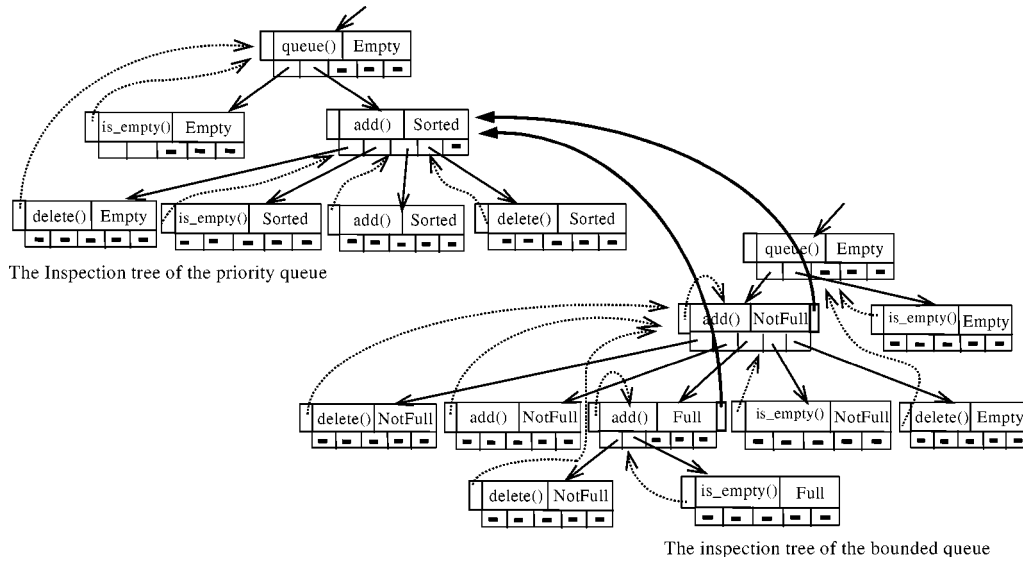 queue() Empty
is_empty() Empty
add() Sorted
delete() Empty
is_empty() Sorted
add() Sorted
delete() Sorted
The Inspection tree of the priority queue
queue() Empty
add() NotFull
is_empty() Empty
delete() NotFull
add() NotFull
add() Full
is_empty() NotFull
delete() Empty
delete() NotFull
is_empty() Full
The inspection tree of the bounded queue